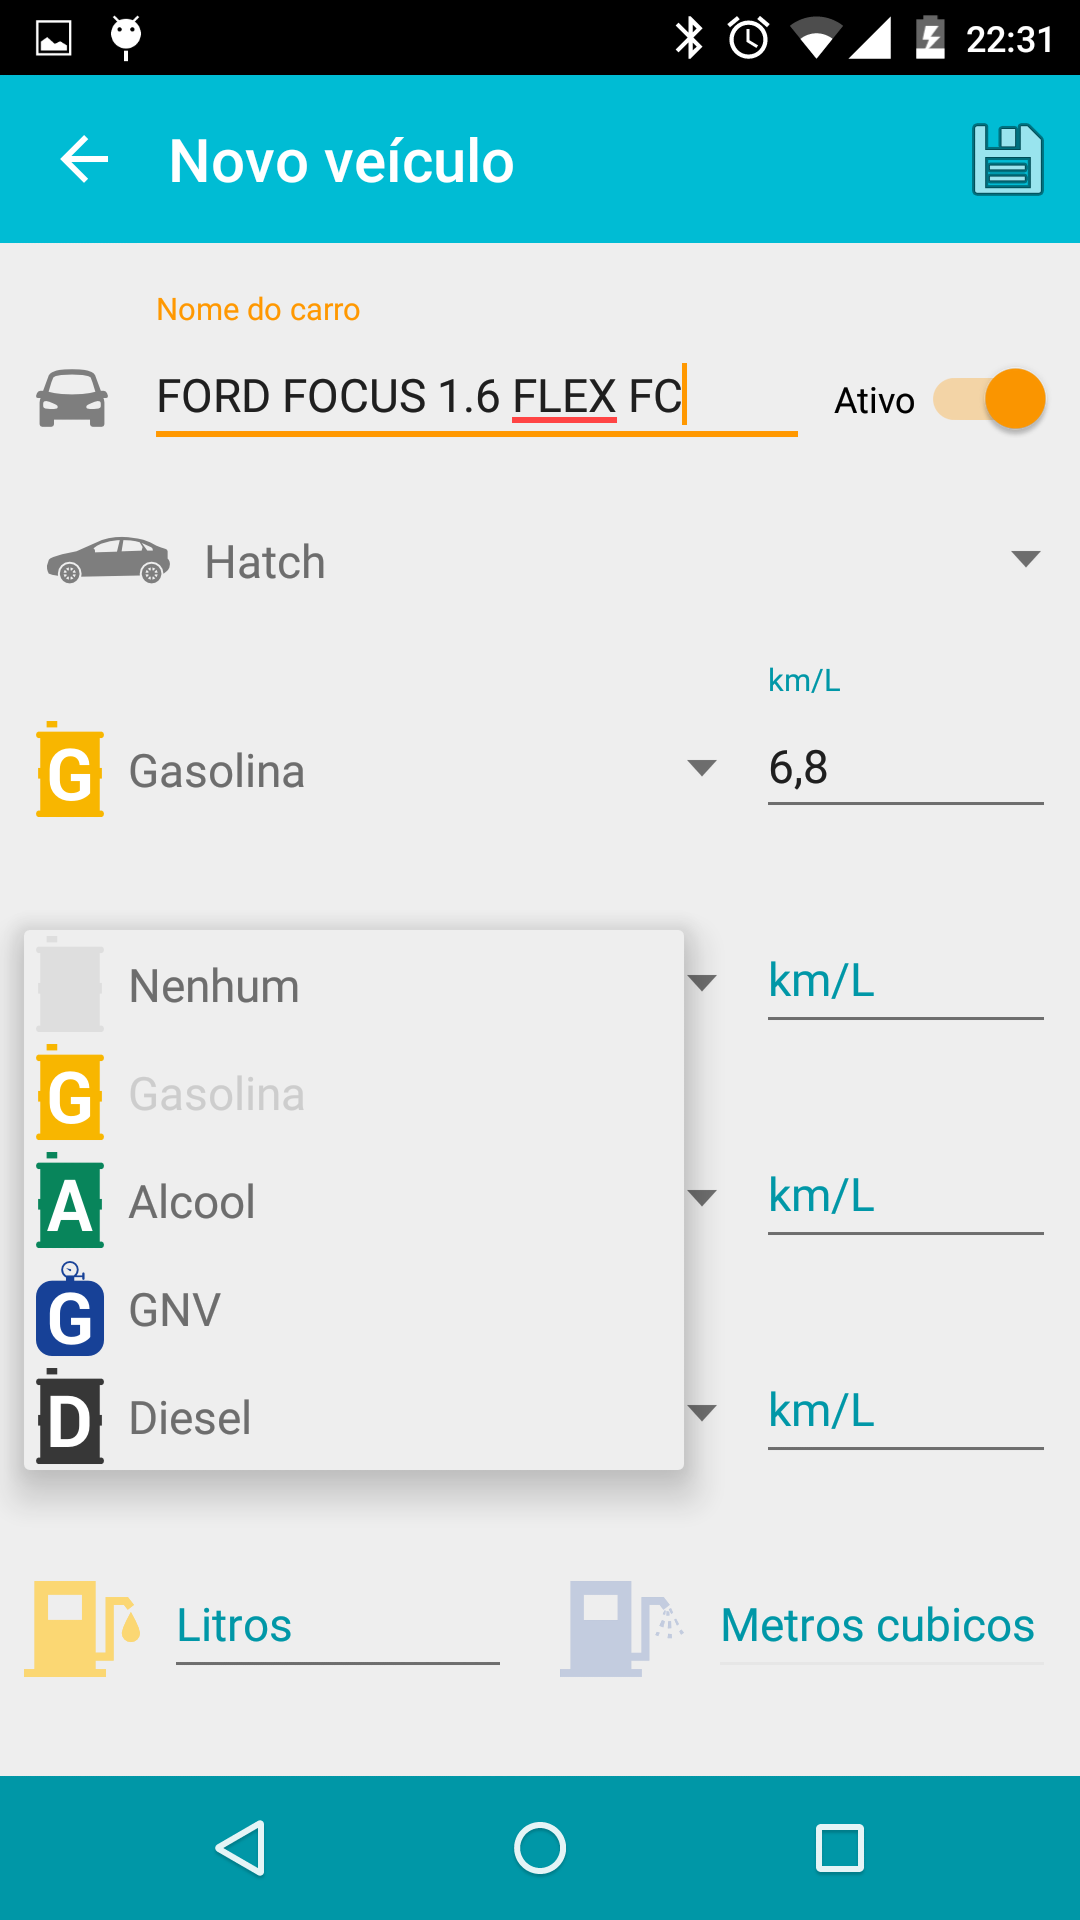 22:31
Novo veículo
Nome do carro
FORD FOCUS 1.6 FLEX FC
Ativo
Hatch
km/L
G Gasolina
6,8
Nenhum
km/L
G Gasolina
A Alcool
km/L
G GNV
D Diesel
km/L
Litros
Metros cubicos